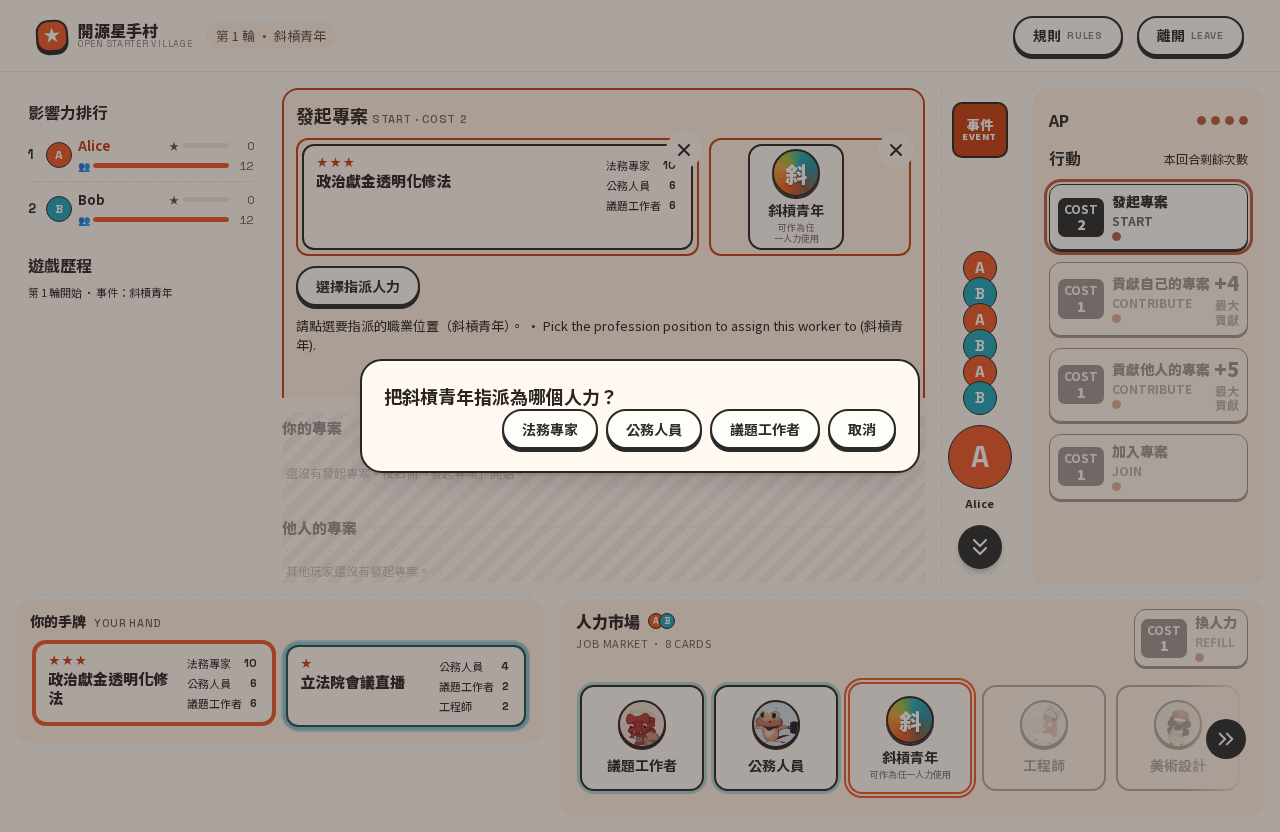 開源星手村
OPEN STARTER VILLAGE
第 1 輪 · 斜槓青年
規則 RULES
離開 LEAVE
影響力排行
1 A Alice ★ 0
12
2 B Bob ★ 0
12
遊戲歷程
第 1 輪開始 · 事件：斜槓青年
發起專案 START · COST 2
★★★
政治獻金透明化修法
法務專家 10
公務人員 6
議題工作者 6
斜
斜槓青年
可作為任
一人力使用
選擇指派人力
請點選要指派的職業位置（斜槓青年）。 · Pick the profession position to assign this worker to (斜槓青
年).
把斜槓青年指派為哪個人力？
法務專家
公務人員
議題工作者
取消
你的專案
還沒有發起專案。按右側「發起專案」開始。
他人的專案
其他玩家還沒有發起專案。
事件
EVENT
A
B
A
B
A
B
A
Alice
AP
行動 本回合剩餘次數
COST 2
發起專案
START
COST 1
貢獻自己的專案 +4
CONTRIBUTE 最大
貢獻
COST 1
貢獻他人的專案 +5
CONTRIBUTE 最大
貢獻
COST 1
加入專案
JOIN
你的手牌 YOUR HAND
★★★
政治獻金透明化修
法
法務專家 10
公務人員 6
議題工作者 6
★
立法院會議直播
公務人員 4
議題工作者 2
工程師 2
人力市場 A B
JOB MARKET · 8 CARDS
COST 1
換人力
REFILL
議題工作者
公務人員
斜
斜槓青年
可作為任一人力使用
工程師
美術設計